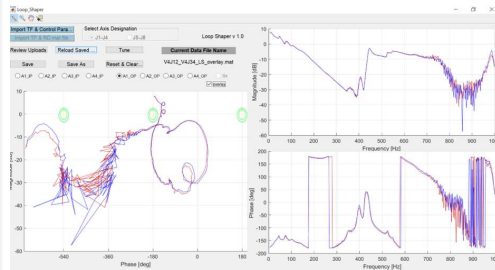 Loop_Shaper
Import TF & Control Para...
Select Axis Designation
J1-J4
J5-J8
Loop Shaper v 1.0
Review Uploads
Reload Saved ...
Tune
Current Data File Name
Save
Save As
Reset & Clear...
V4J12_V4J34_LS_overlay.mat
A1_IP
A2_IP
A3_IP
A4_IP
A1_OP
A2_OP
A3_OP
A4_OP
Overlay
10
0
-10
-20
-30
-40
-50
-60
-540
-360
-180
0
180
Phase [deg]
Magnitude [dB]
10
0
-10
-20
-30
-40
-50
-60
0 100 200 300 400 500 600 700 800 900
Frequency [Hz]
Phase [deg]
200
150
100
50
0
-50
-100
-150
-200
0 100 200 300 400 500 600 700 800 900
Frequency [Hz]